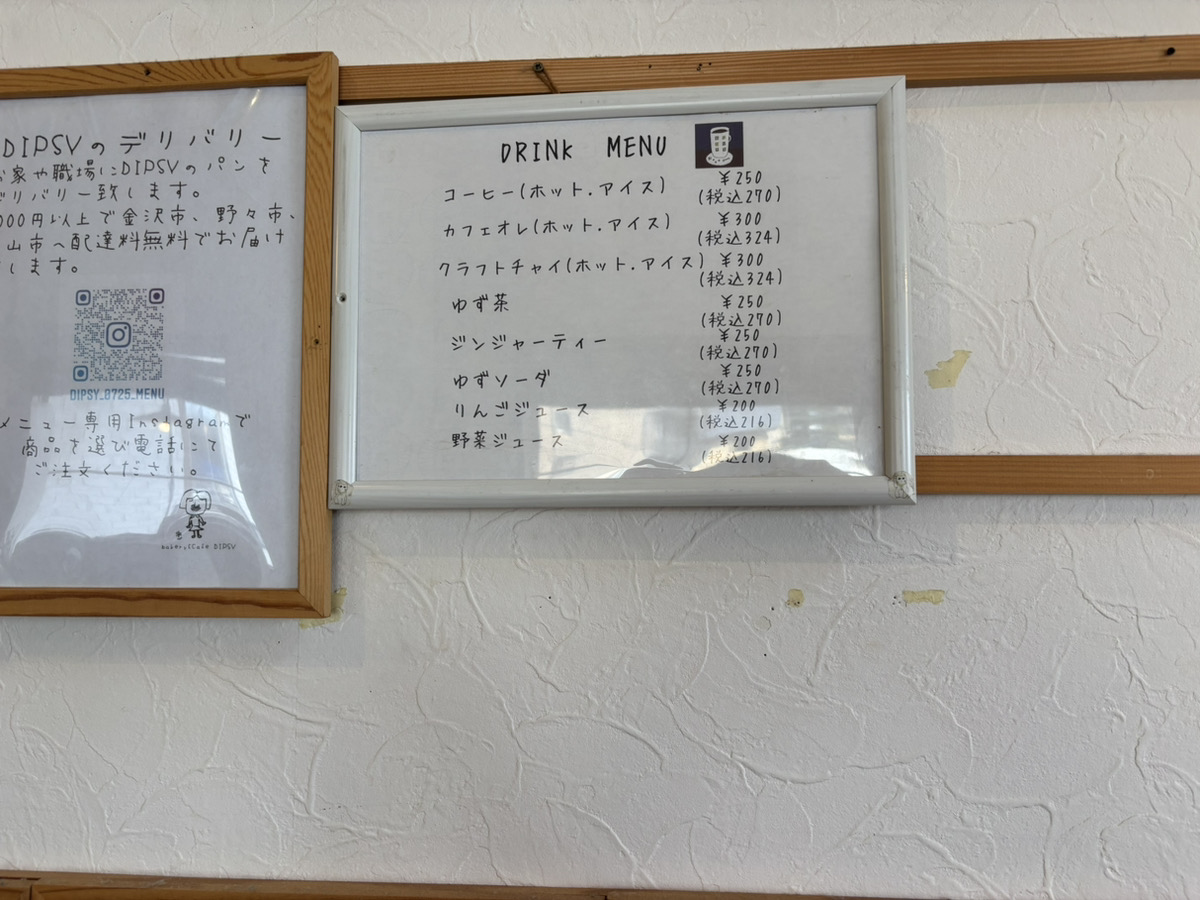 DIPSYのデリバリー
家や職場にDIPSYのパンを
デリバリー致します。
000円以上で金沢市、野々市、
山市へ配達料無料でお届け
します。
DIPSY_0725_MENU
メニュー専用Instagramで
商品を選び電話にて
ご注文ください。
bakery&Cafe DIPSY
DRINK MENU
コーヒー(ホット.アイス) ¥250
(税込270)
カフェオレ(ホット.アイス) ¥300
(税込324)
クラフトチャイ(ホット.アイス) ¥300
(税込324)
ゆず茶 ¥250
(税込270)
ジンジャーティー ¥250
(税込270)
ゆずソーダ ¥250
(税込270)
りんごジュース ¥200
(税込216)
野菜ジュース ¥200
(税込216)